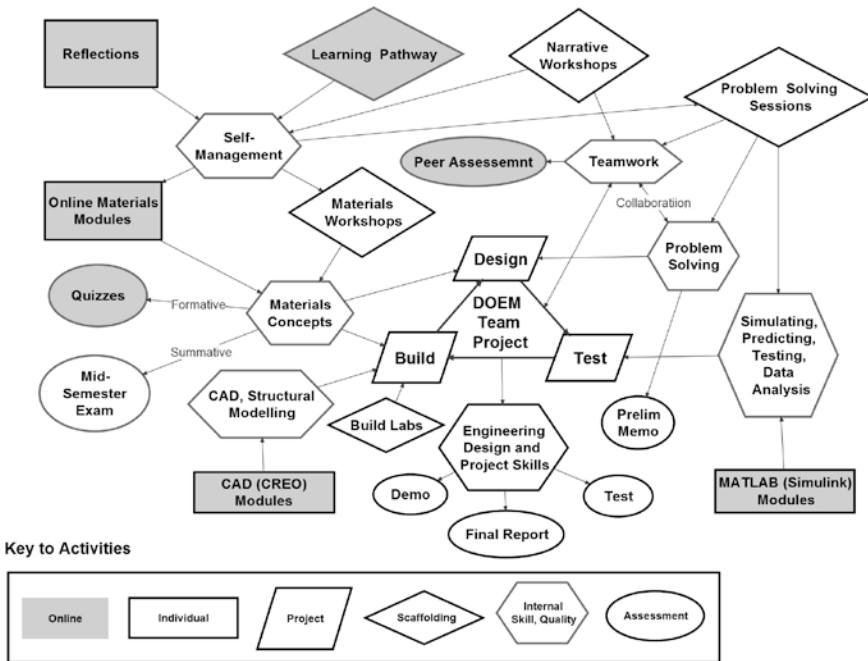 Reflections
Learning Pathway
Narrative
Workshops
Problem Solving
Sessions
Self-
Management
Peer Assessemnt
Teamwork
Online Materials
Modules
Materials
Workshops
Collaboratiion
Problem
Solving
Design
Quizzes
Formative
Materials
Concepts
DOEM
Team
Project
Simulating,
Predicting,
Testing,
Data
Analysis
Summative
Build
Test
Mid-
Semester
Exam
CAD, Structural
Modelling
Build Labs
Engineering
Design and
Project Skills
Prelim
Memo
CAD (CREO)
Modules
Demo
Test
MATLAB (Simulink)
Modules
Final Report
Key to Activities
Online
Individual
Project
Scaffolding
Internal
Skill, Quality
Assessment